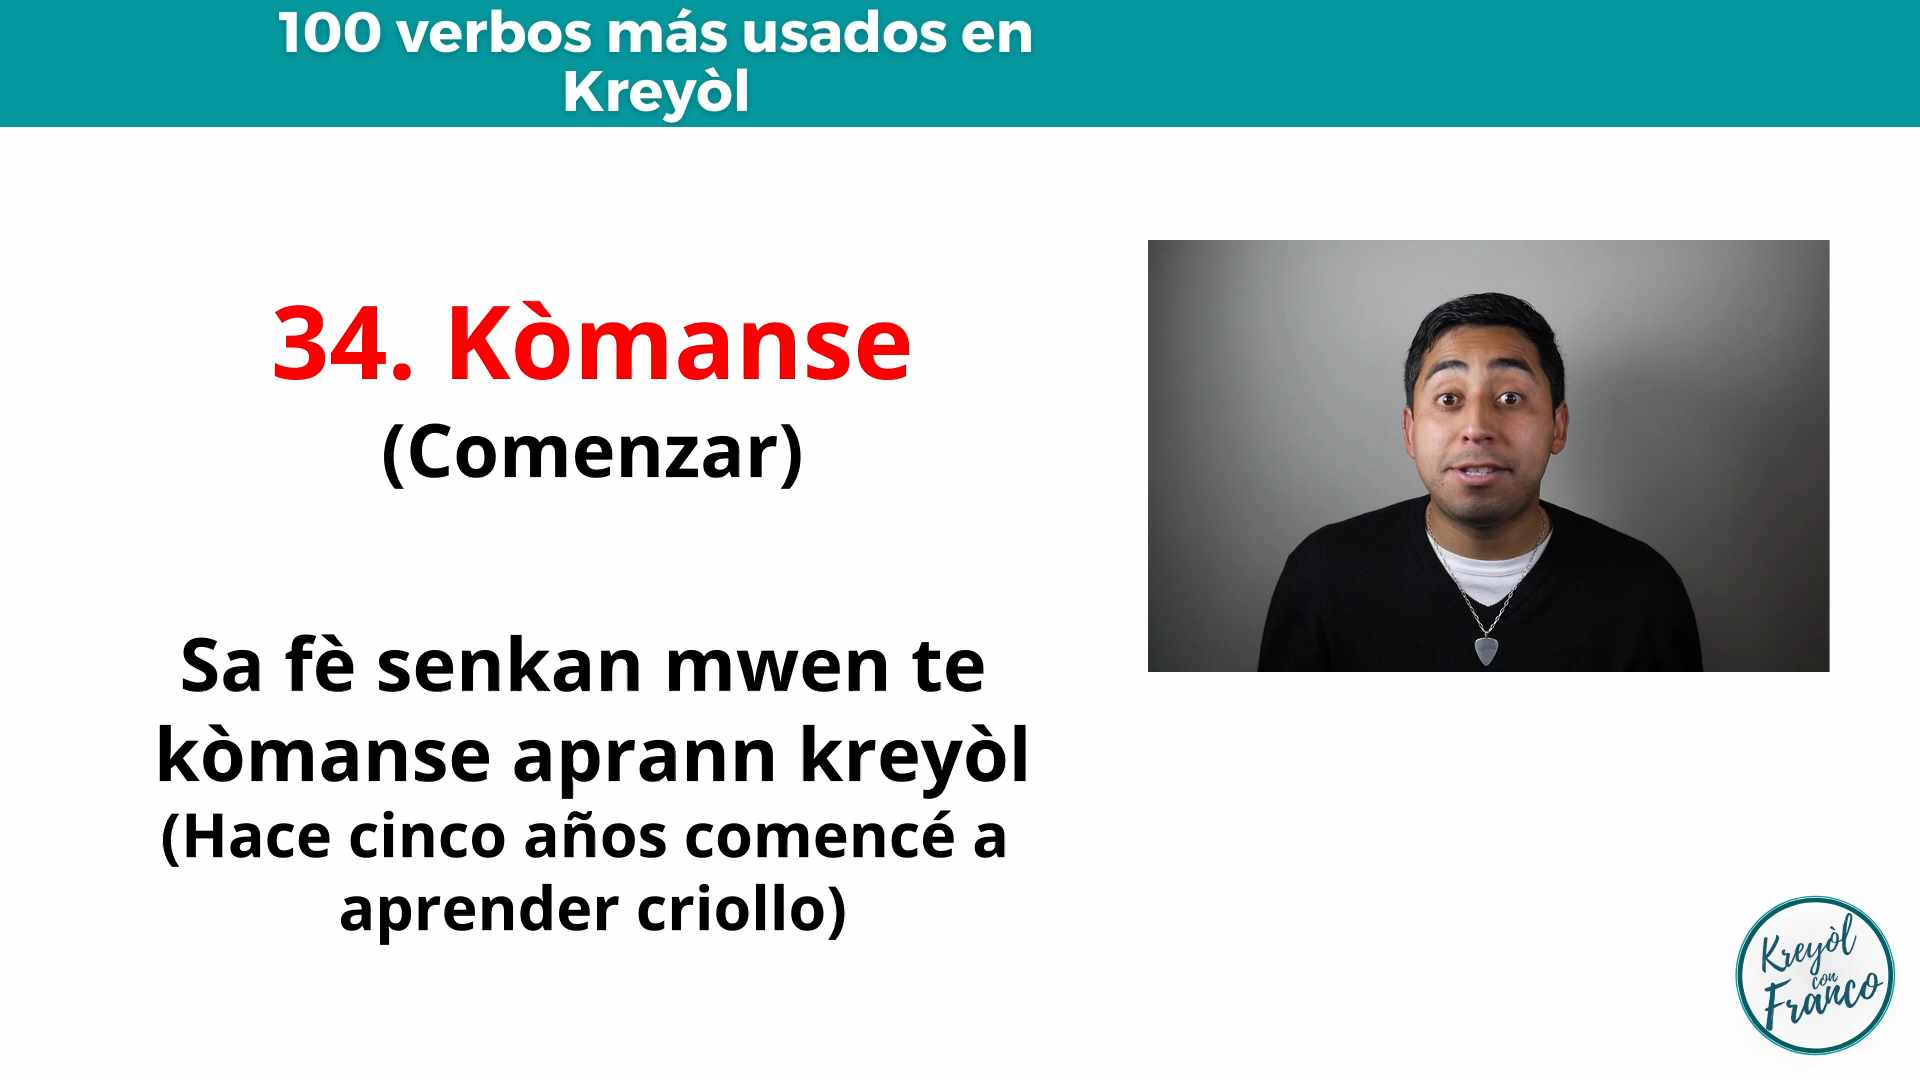 100 verbos más usados en
Kreyòl
34. Kòmanse
(Comenzar)
Sa fè senkan mwen te
kòmanse aprann kreyòl
(Hace cinco años comencé a
aprender criollo)
Kreyòl
con
Franco